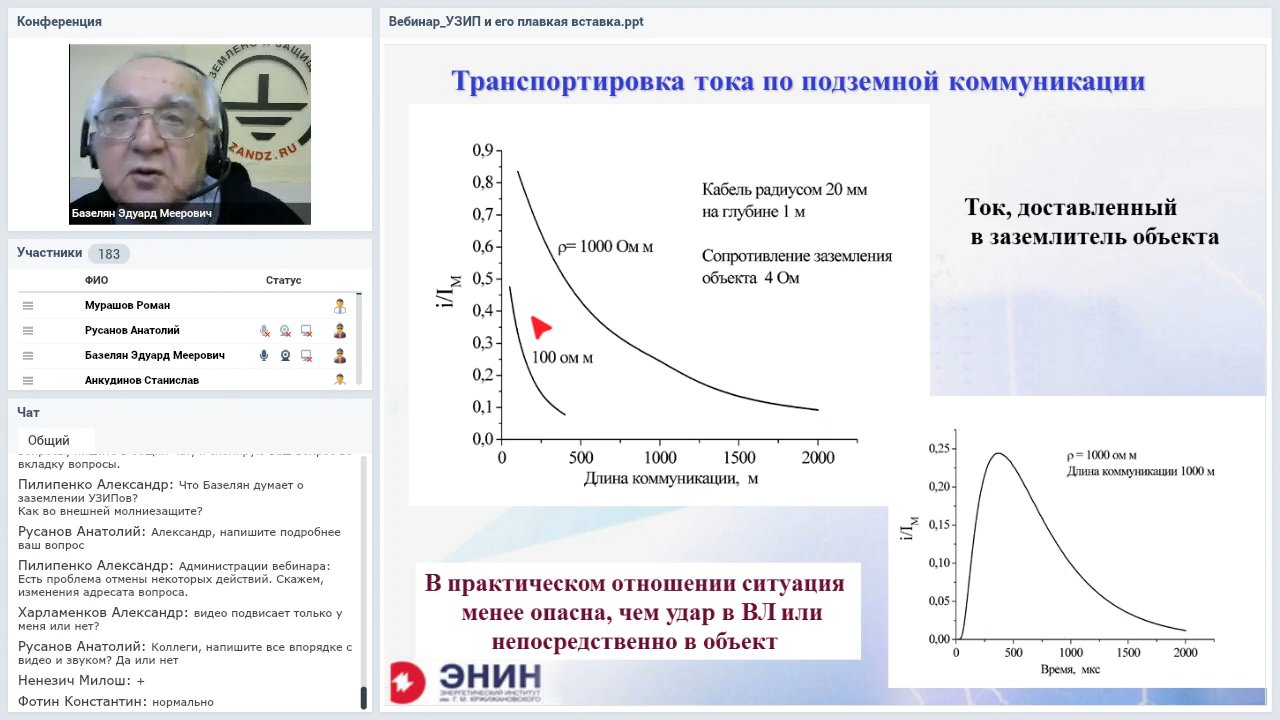 Конференция
ZANDZ.RU
Базелян Эдуард Меерович
Участники 183
ФИО Статус
Мурашов Роман
Русанов Анатолий
Базелян Эдуард Меерович
Анкудинов Станислав
Чат
Общий
вкладку вопросы.
Пилипенко Александр: Что Базелян думает о
заземлении УЗИПов?
Как во внешней молниезащите?
Русанов Анатолий: Александр, напишите подробнее
ваш вопрос
Пилипенко Александр: Администрации вебинара:
Есть проблема отмены некоторых действий. Скажем,
изменения адресата вопроса.
Харламенков Александр: видео подвисает только у
меня или нет?
Русанов Анатолий: Коллеги, напишите все впорядке с
видео и звуком? Да или нет
Ненезич Милош: +
Фотин Константин: нормально
Вебинар_УЗИП и его плавкая вставка.ppt
Транспортировка тока по подземной коммуникации
0,9
0,8
0,7
0,6
0,5
0,4
0,3
0,2
0,1
0,0
i/IM
Кабель радиусом 20 мм
на глубине 1 м
Сопротивление заземления
объекта 4 Ом
ρ= 1000 Ом м
100 ом м
0 500 1000 1500 2000
Длина коммуникации, м
Ток, доставленный
в заземлитель объекта
0,25
0,20
0,15
0,10
0,05
0,00
i/IM
ρ = 1000 ом м
Длина коммуникации 1000 м
0 500 1000 1500 2000
Время, мкс
В практическом отношении ситуация
менее опасна, чем удар в ВЛ или
непосредственно в объект
ЭНИН
ЭНЕРГЕТИЧЕСКИЙ ИНСТИТУТ
им. Г. М. КРЖИЖАНОВСКОГО